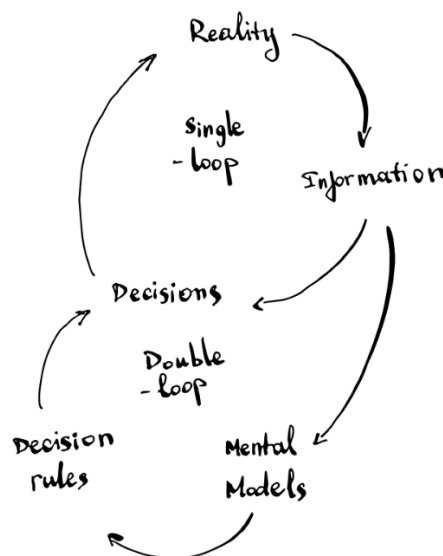 Reality
Single
-loop
Information
Decisions
Double
-loop
Decision
rules
Mental
Models